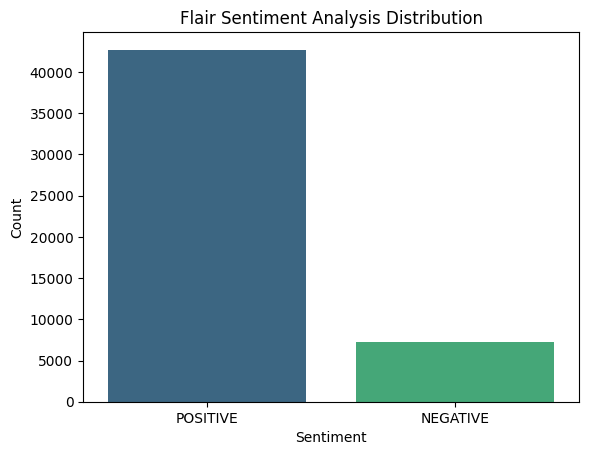 Flair Sentiment Analysis Distribution
40000
35000
30000
25000
20000
15000
10000
5000
0
Count
POSITIVE
NEGATIVE
Sentiment